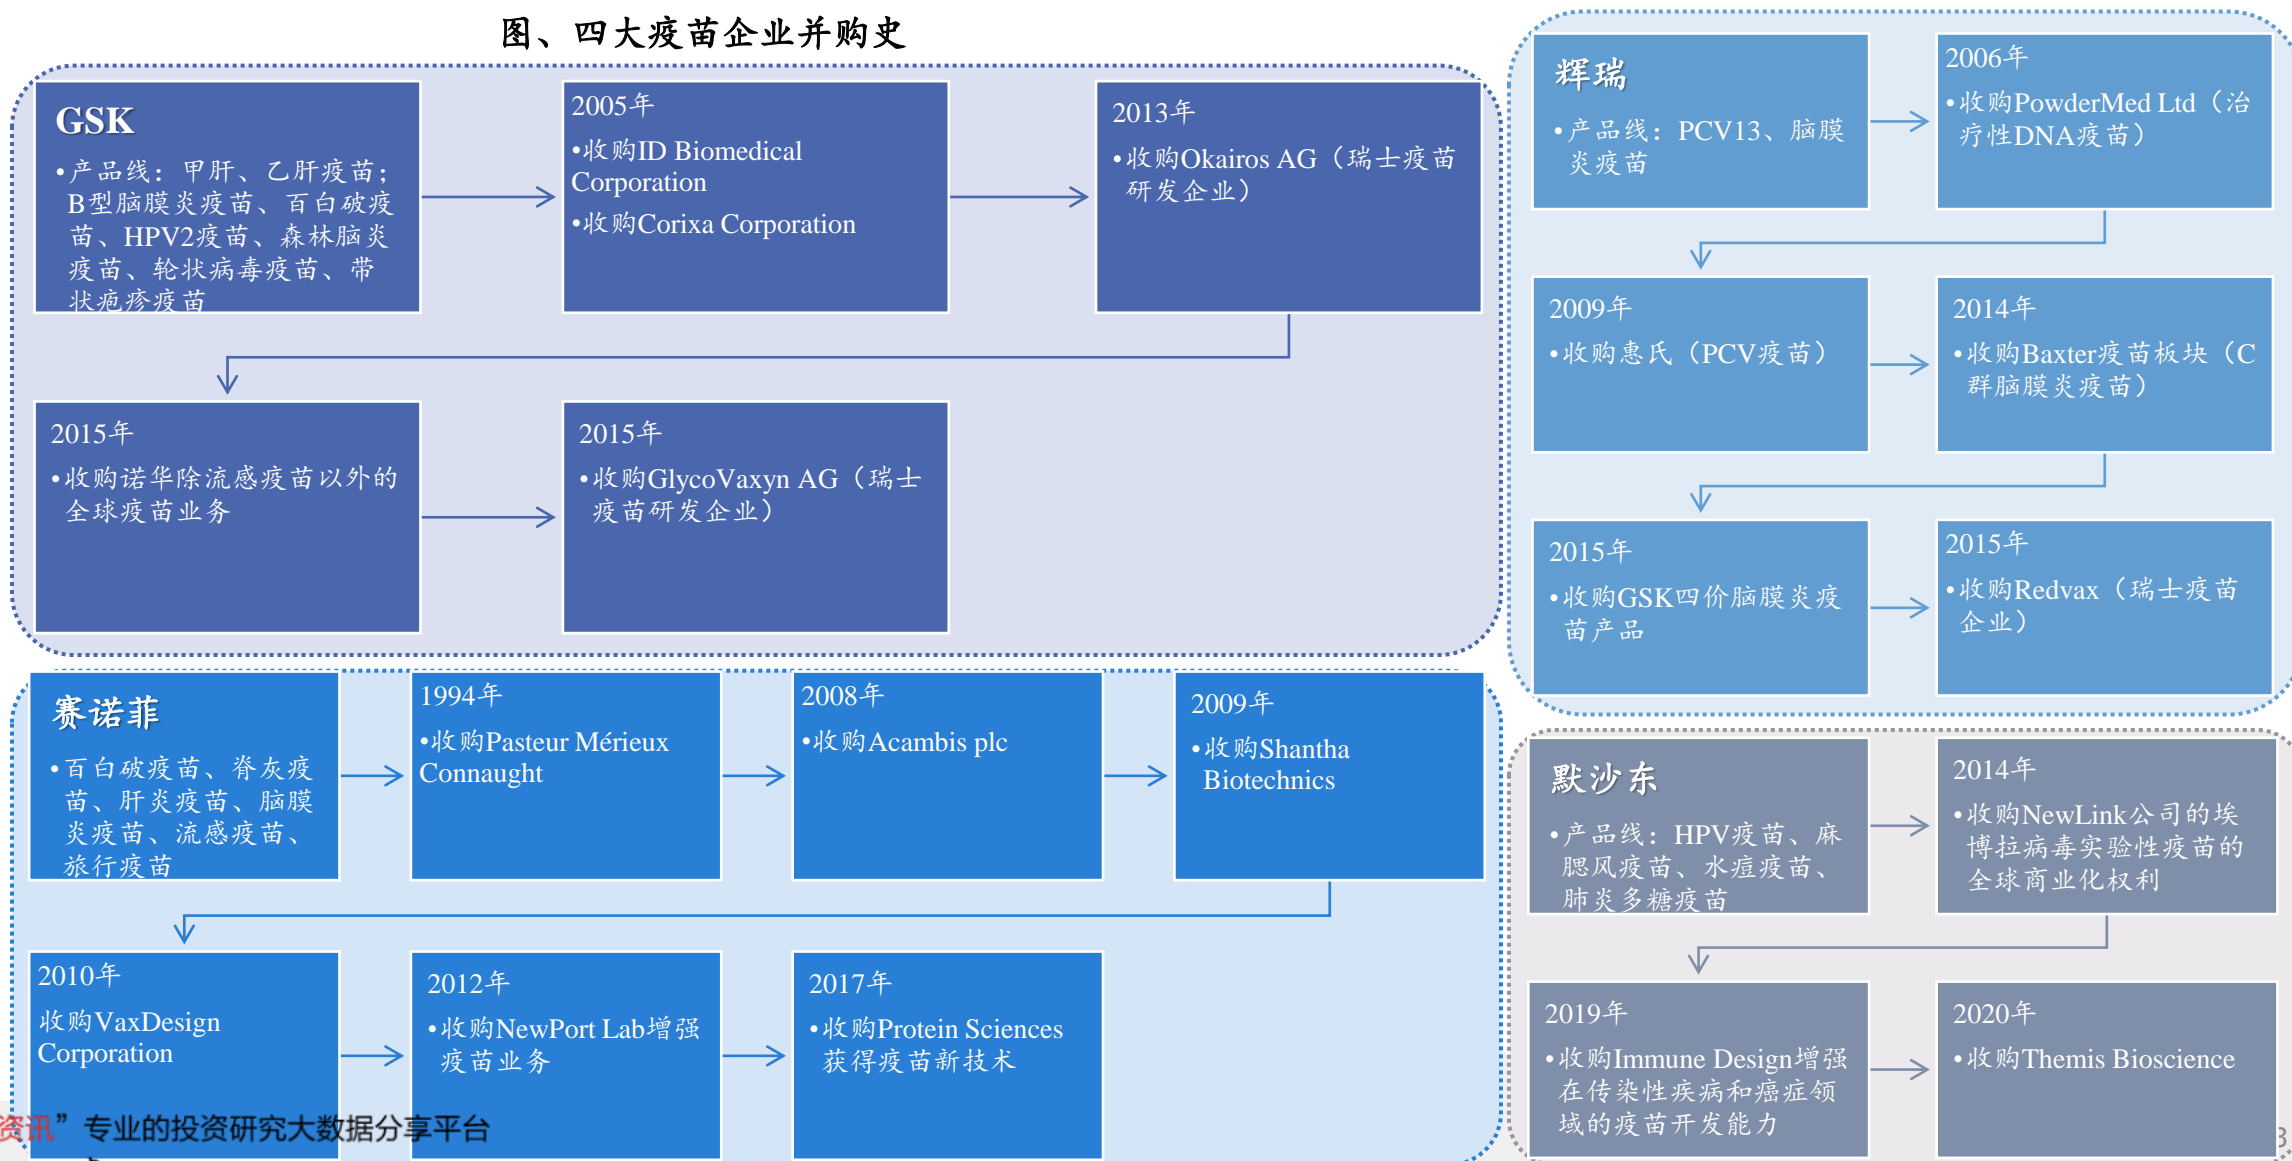 图、四大疫苗企业并购史
GSK
•产品线：甲肝、乙肝疫苗；
B型脑膜炎疫苗、百白破疫
苗、HPV2疫苗、森林脑炎
疫苗、轮状病毒疫苗、带
状疱疹疫苗
2005年
•收购ID Biomedical
Corporation
•收购Corixa Corporation
2013年
•收购Okairos AG（瑞士疫苗
研发企业）
2015年
•收购诺华除流感疫苗以外的
全球疫苗业务
2015年
•收购GlycoVaxyn AG（瑞士
疫苗研发企业）
辉瑞
•产品线：PCV13、脑膜
炎疫苗
2006年
•收购PowderMed Ltd（治
疗性DNA疫苗）
2009年
•收购惠氏（PCV疫苗）
2014年
•收购Baxter疫苗板块（C
群脑膜炎疫苗）
2015年
•收购GSK四价脑膜炎疫
苗产品
2015年
•收购Redvax（瑞士疫苗
企业）
赛诺菲
•百白破疫苗、脊灰疫
苗、肝炎疫苗、脑膜
炎疫苗、流感疫苗、
旅行疫苗
1994年
•收购Pasteur Mérieux
Connaught
2008年
•收购Acambis plc
2009年
•收购Shantha
Biotechnics
2010年
收购VaxDesign
Corporation
2012年
•收购NewPort Lab增强
疫苗业务
2017年
•收购Protein Sciences
获得疫苗新技术
默沙东
•产品线：HPV疫苗、麻
腮风疫苗、水痘疫苗、
肺炎多糖疫苗
2014年
•收购NewLink公司的埃
博拉病毒实验性疫苗的
全球商业化权利
2019年
•收购Immune Design增强
在传染性疾病和癌症领
域的疫苗开发能力
2020年
•收购Themis Bioscience
资讯”专业的投资研究大数据分享平台